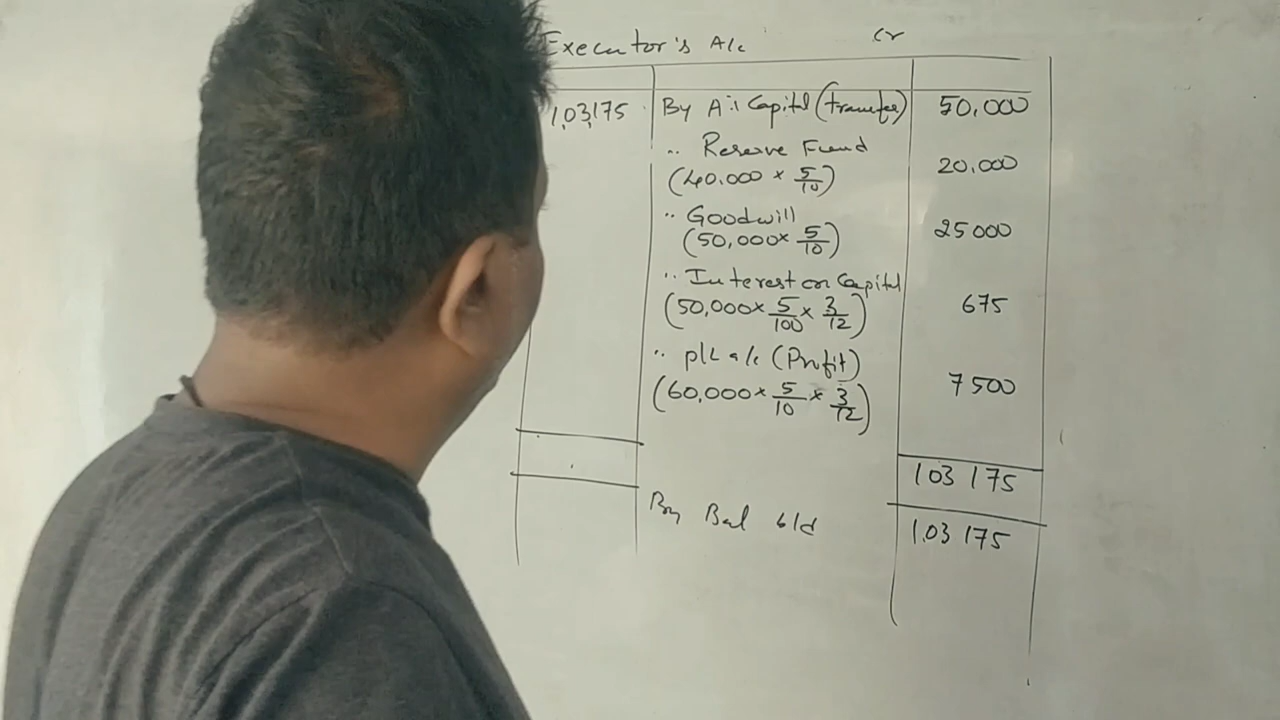 Executor's A/c Cr
1,03,175 By A's Capital (transfer) 50,000
.. Reserve Fund 20,000
(40,000 × 5/10)
.. Goodwill 25000
(50,000× 5/10)
.. Interest on Capital
(50,000× 5/100 × 3/12) 675
.. P/L a/c (Profit)
(60,000× 5/10 × 3/12) 7500
103 175
By Bal b/d 1,03 175